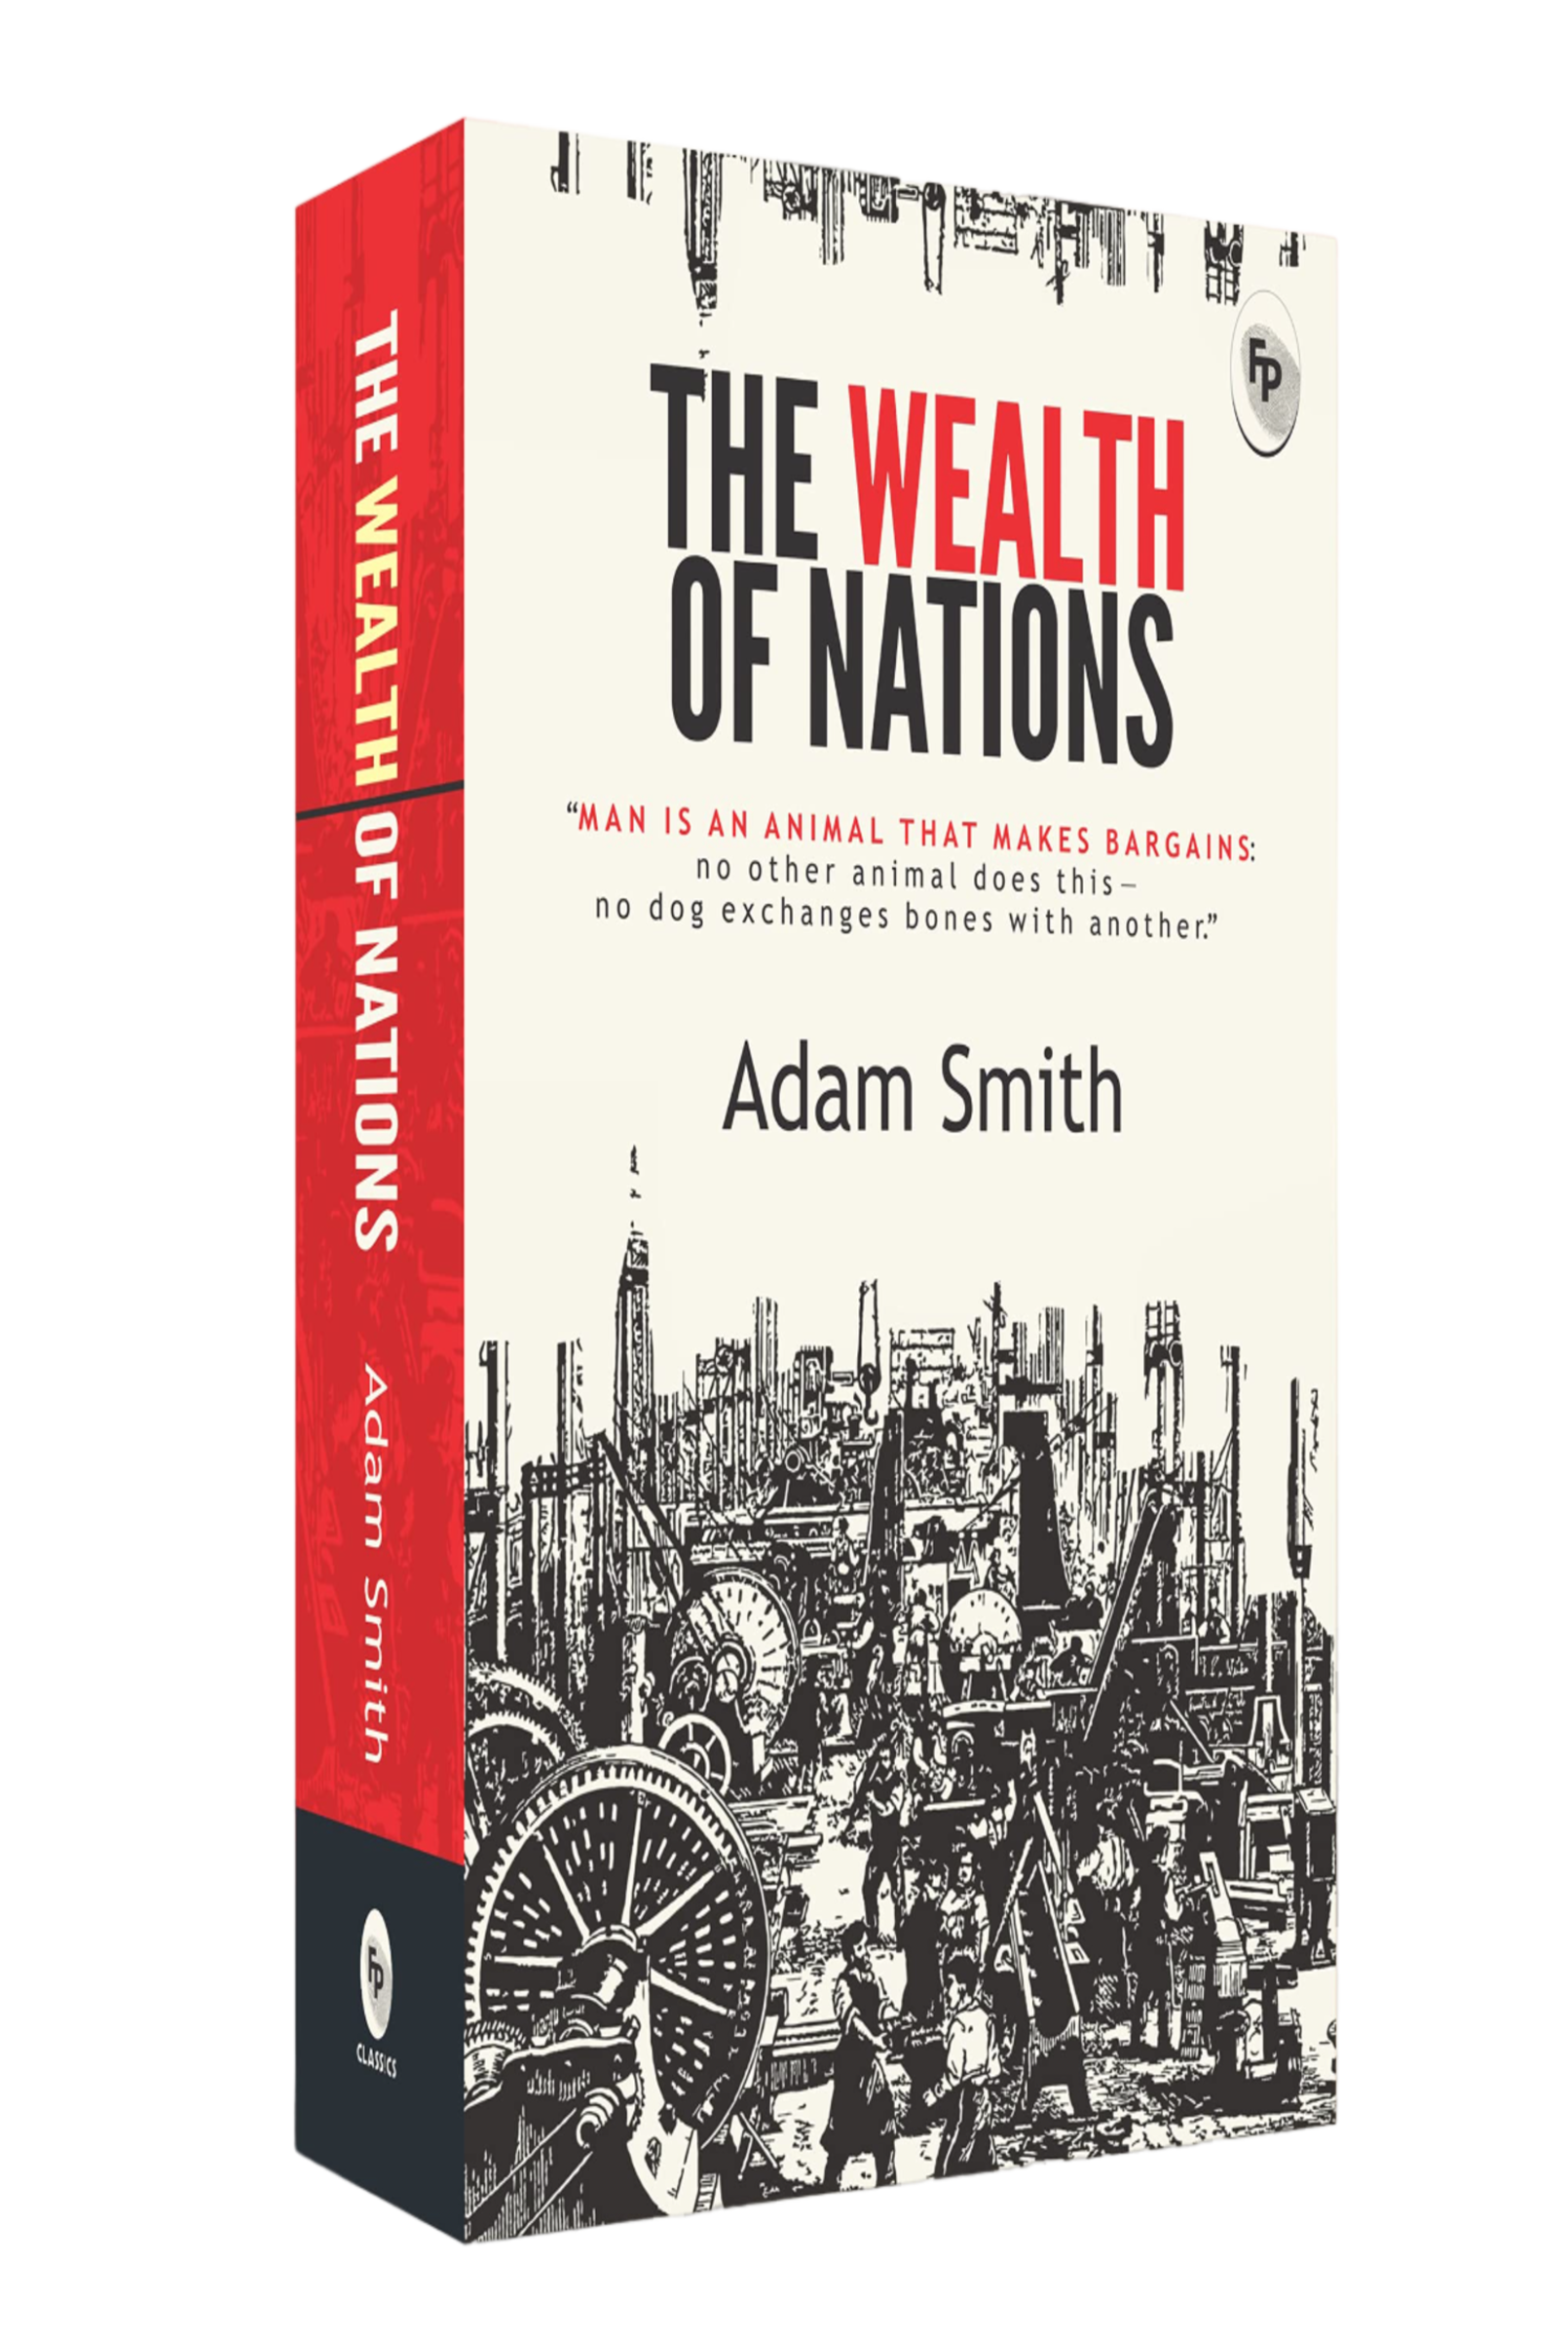 THE WEALTH OF NATIONS Adam Smith
FP
CLASSICS
FP
THE WEALTH
OF NATIONS
“MAN IS AN ANIMAL THAT MAKES BARGAINS:
no other animal does this—
no dog exchanges bones with another.”
Adam Smith